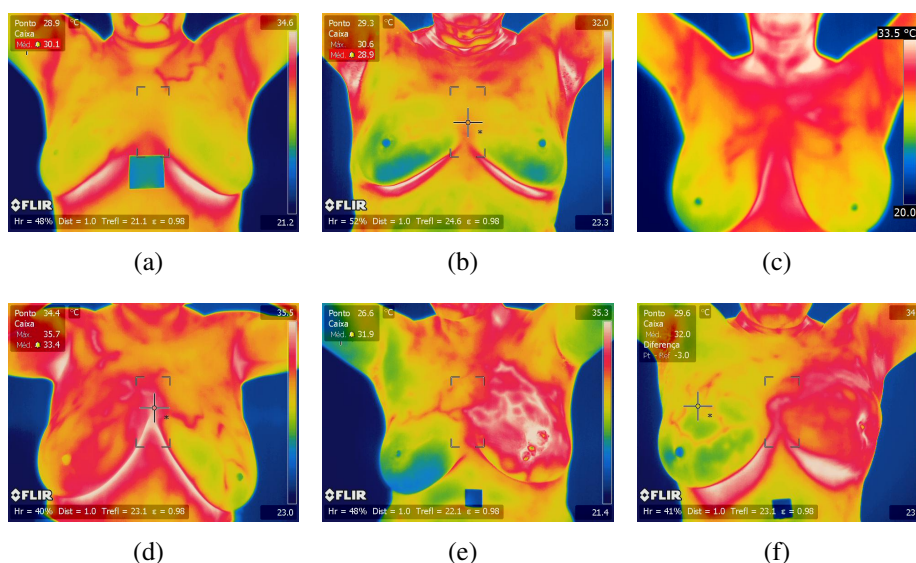 Ponto 28.9 °C 34.6
Caixa
Méd. 30.1
FLIR
Hr = 48% Dist = 1.0 Trefl = 21.1 ε = 0.98 21.2
(a)
Ponto 29.3 °C 32.0
Caixa
Máx. 30.6
Méd. 28.9
FLIR
Hr = 52% Dist = 1.0 Trefl = 24.6 ε = 0.98 23.3
(b)
33.5 °C
20.0
(c)
Ponto 34.4 °C 35.5
Caixa
Máx. 35.7
Méd. 33.4
FLIR
Hr = 40% Dist = 1.0 Trefl = 23.1 ε = 0.98 23.0
(d)
Ponto 26.6 °C 35.3
Caixa
Méd. 31.9
FLIR
Hr = 48% Dist = 1.0 Trefl = 22.1 ε = 0.98 21.4
(e)
Ponto 29.6 °C 34
Caixa
Méd. 32.0
Diferença
Pt - Ref -3.0
FLIR
Hr = 41% Dist = 1.0 Trefl = 23.1 ε = 0.98 23
(f)